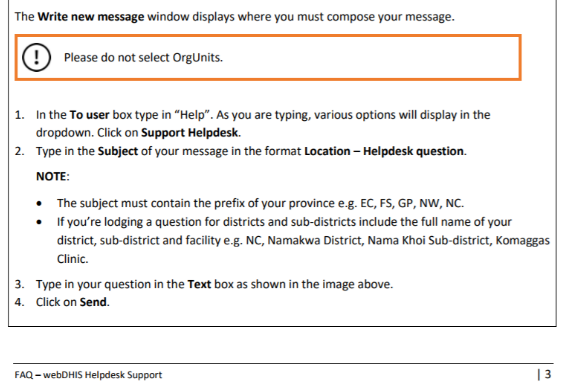 The Write new message window displays where you must compose your message.
! Please do not select OrgUnits.
1. In the To user box type in “Help”. As you are typing, various options will display in the
dropdown. Click on Support Helpdesk.
2. Type in the Subject of your message in the format Location – Helpdesk question.
NOTE:
• The subject must contain the prefix of your province e.g. EC, FS, GP, NW, NC.
• If you’re lodging a question for districts and sub-districts include the full name of your
district, sub-district and facility e.g. NC, Namakwa District, Nama Khoi Sub-district, Komaggas
Clinic.
3. Type in your question in the Text box as shown in the image above.
4. Click on Send.
FAQ – webDHIS Helpdesk Support | 3